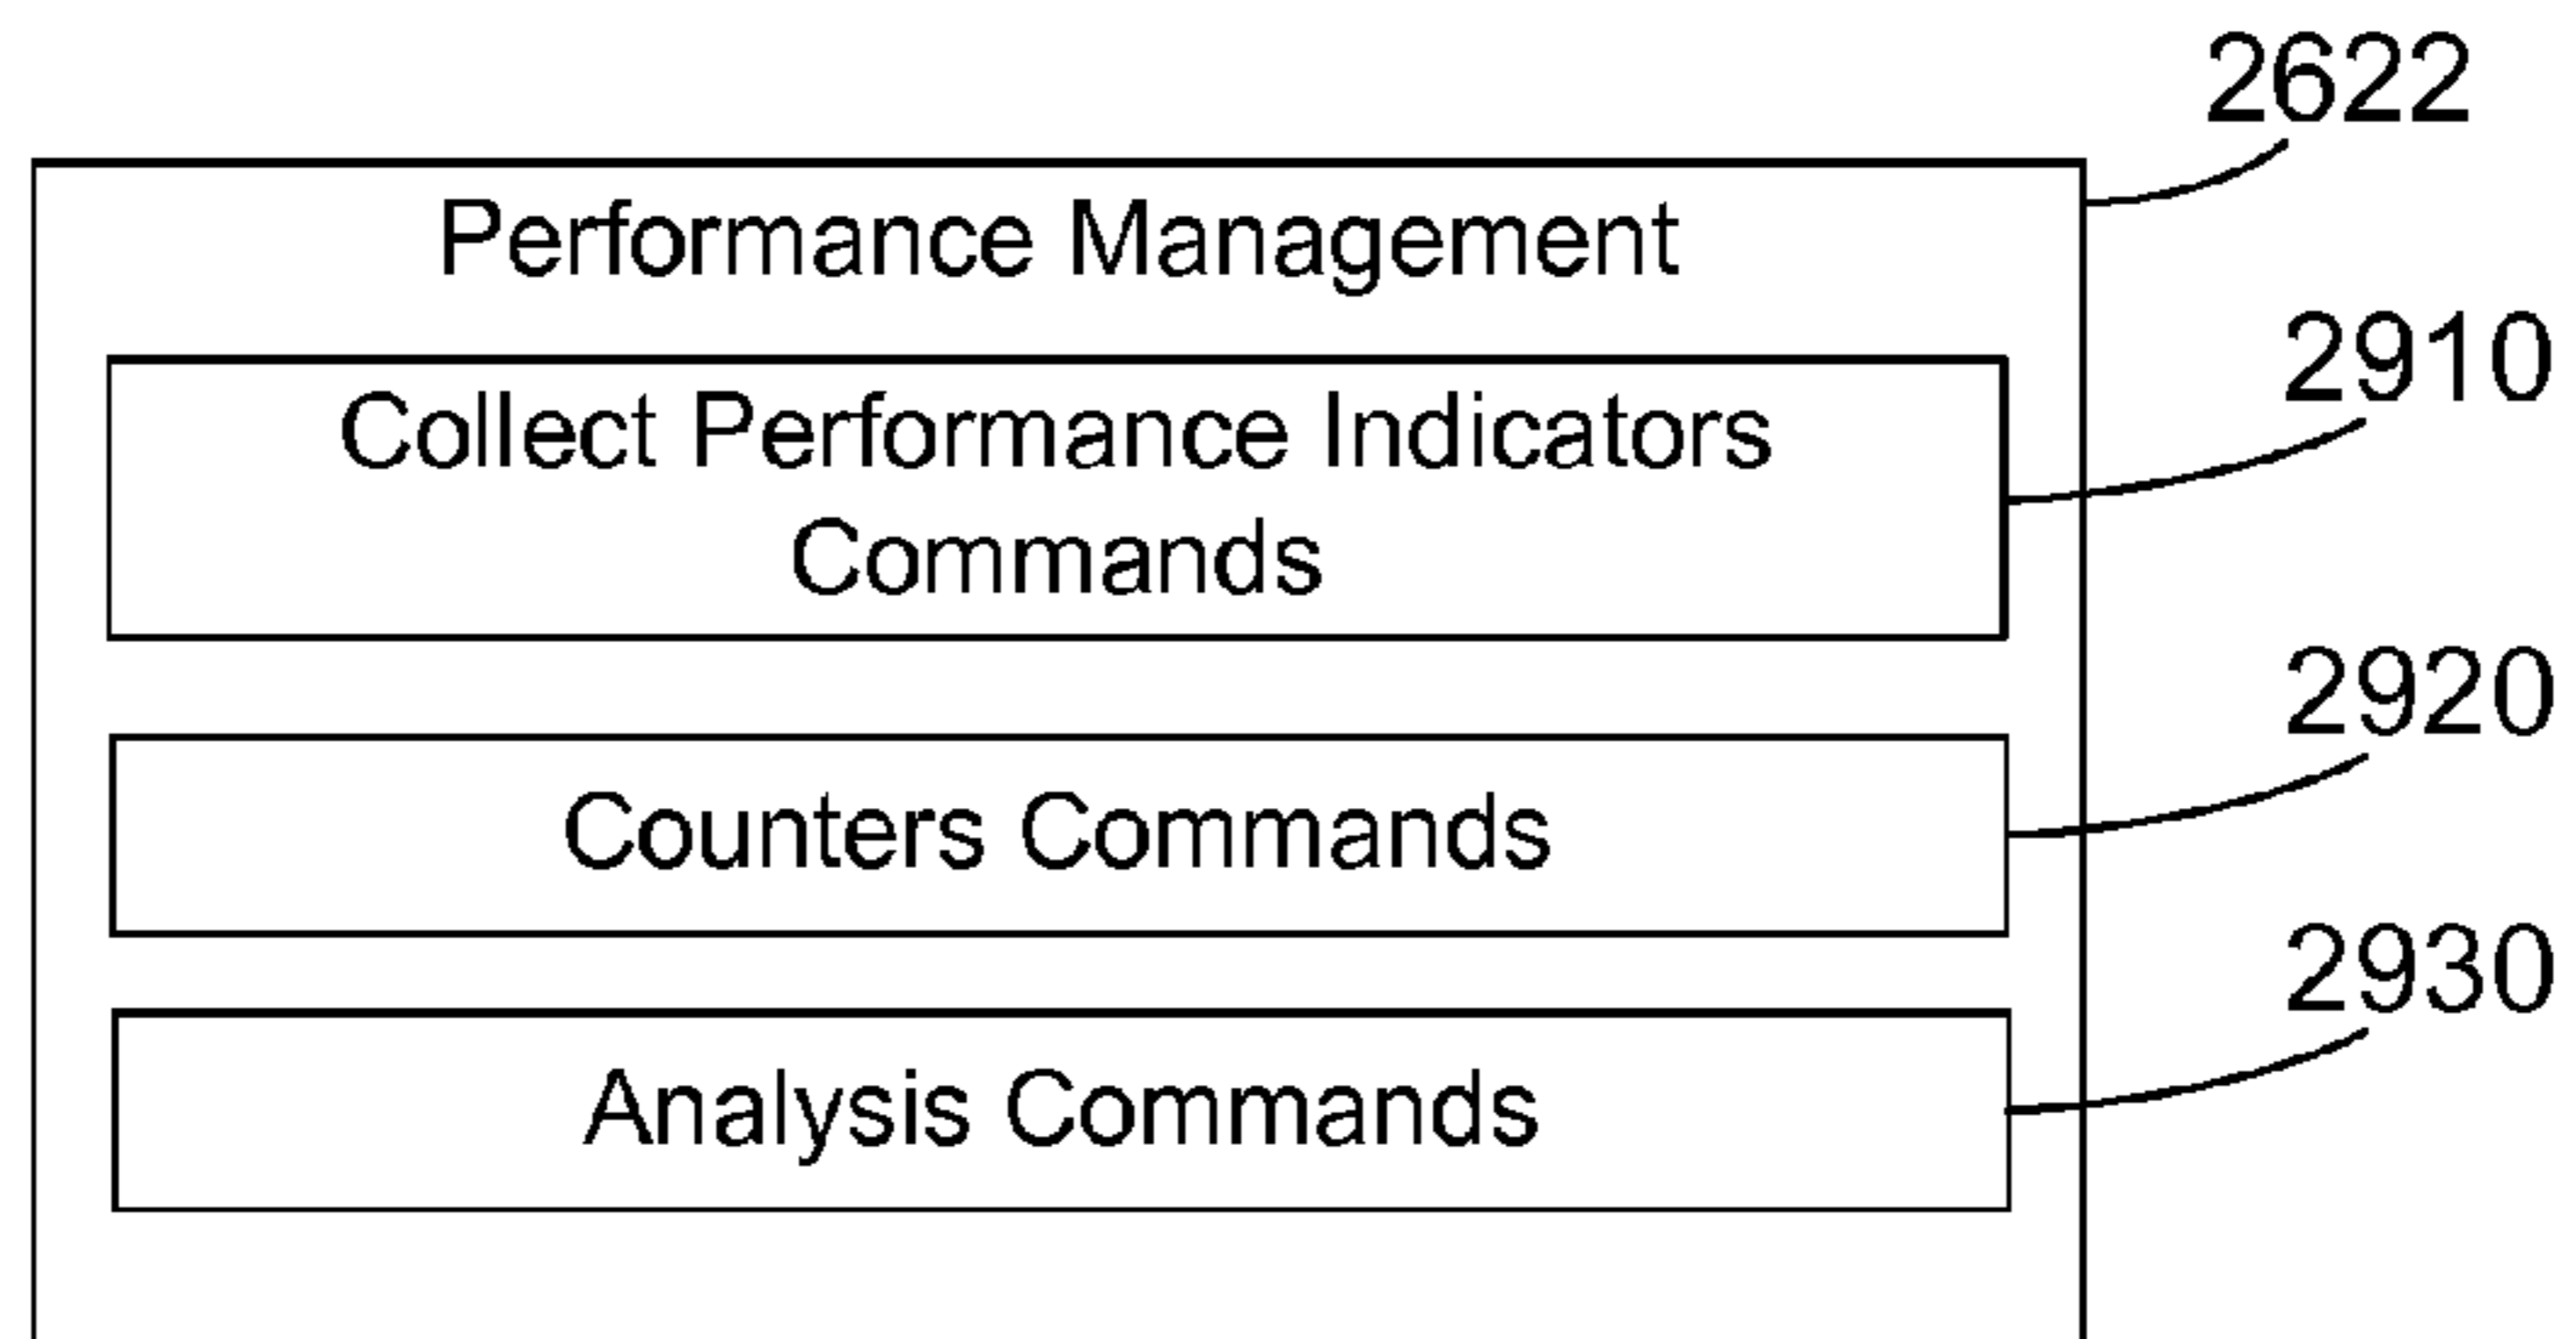 2622
Performance Management
2910
Collect Performance Indicators
Commands
2920
Counters Commands
2930
Analysis Commands